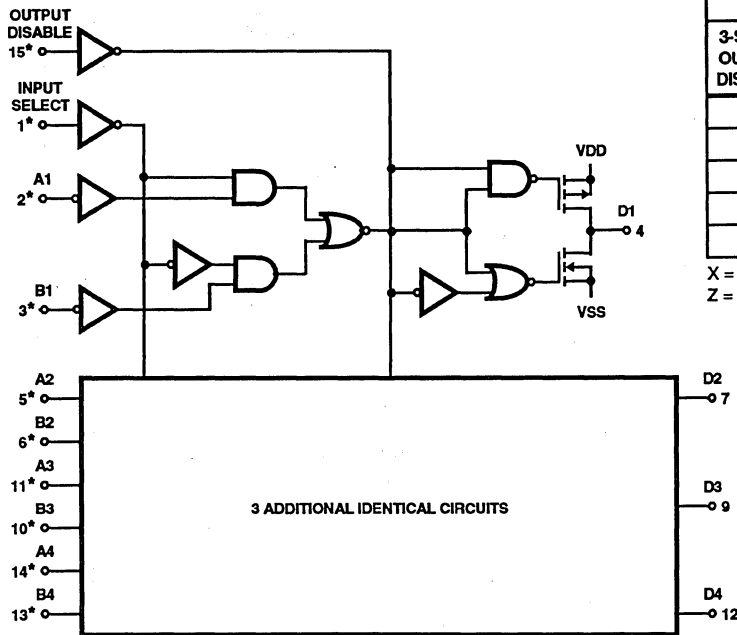 OUTPUT
DISABLE
15*
INPUT
SELECT
1*
A1
2*
B1
3*
VDD
D1
4
VSS
A2
5*
B2
6*
A3
11*
B3
10*
A4
14*
B4
13*
3 ADDITIONAL IDENTICAL CIRCUITS
D2
7
D3
9
D4
12
X =
Z =